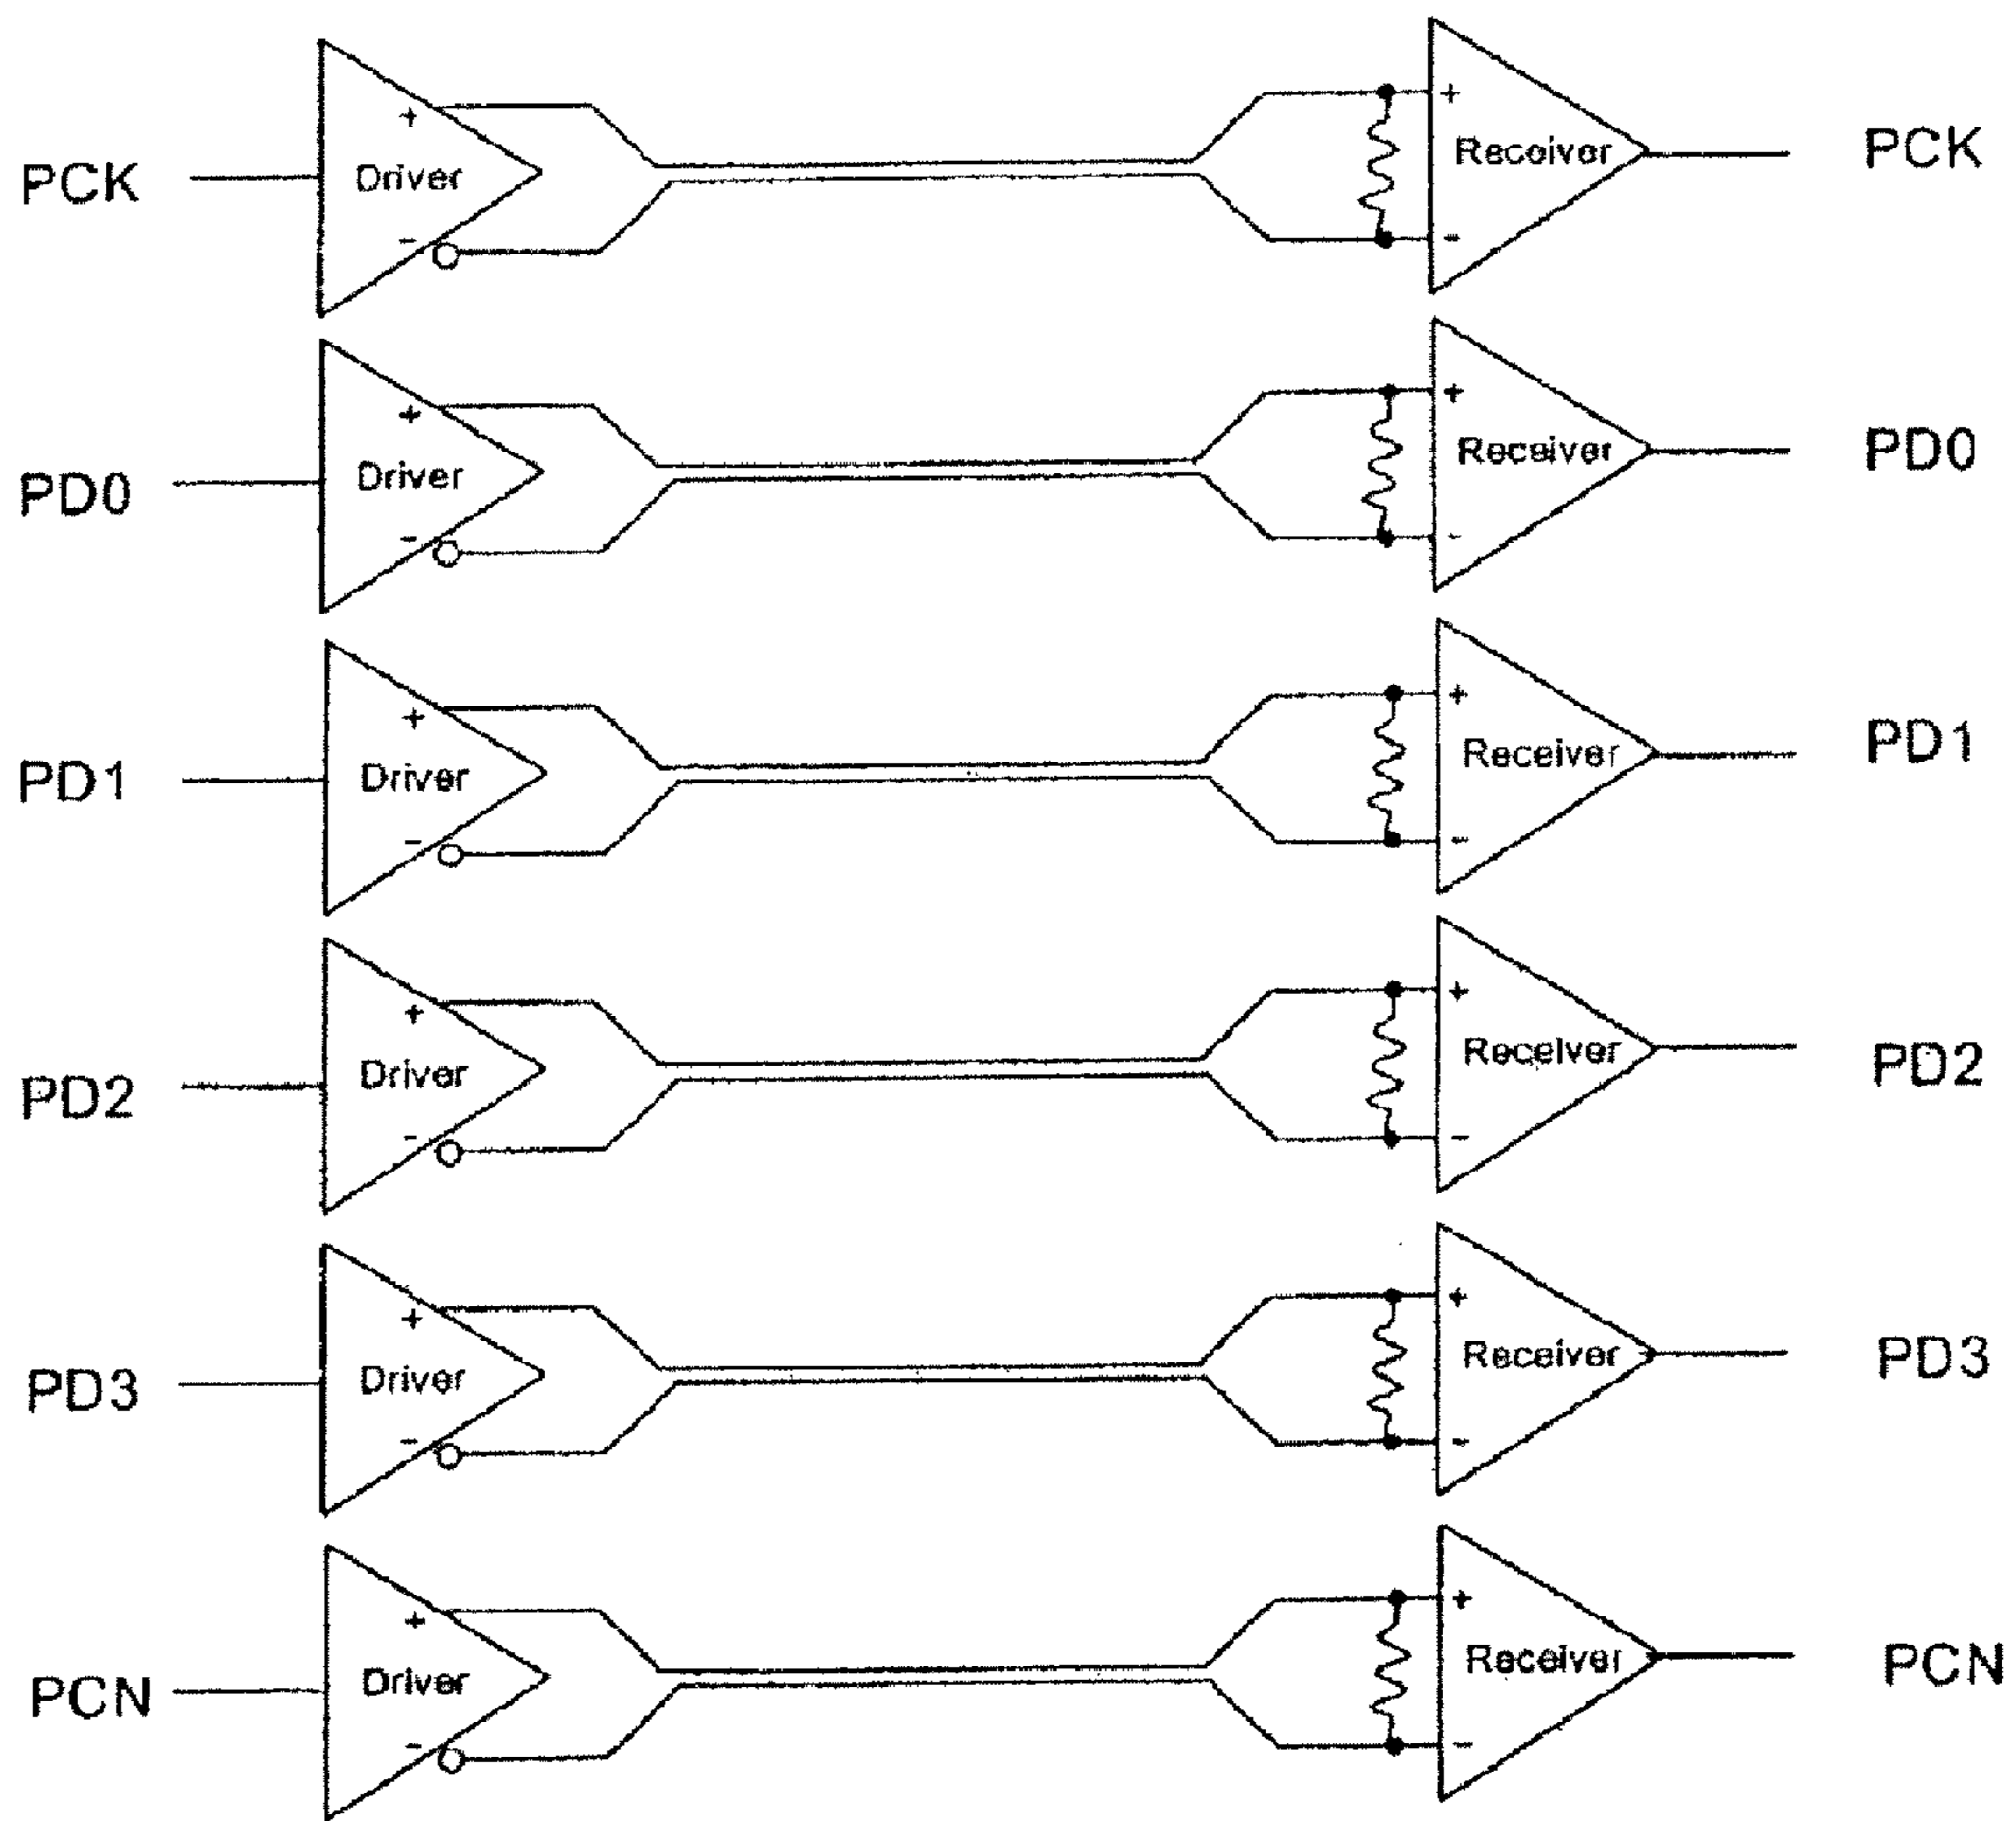 PCK + Driver - + Receiver - PCK
PD0 + Driver - + Receiver - PD0
PD1 + Driver - + Receiver - PD1
PD2 + Driver - + Receiver - PD2
PD3 + Driver - + Receiver - PD3
PCN + Driver - + Receiver - PCN